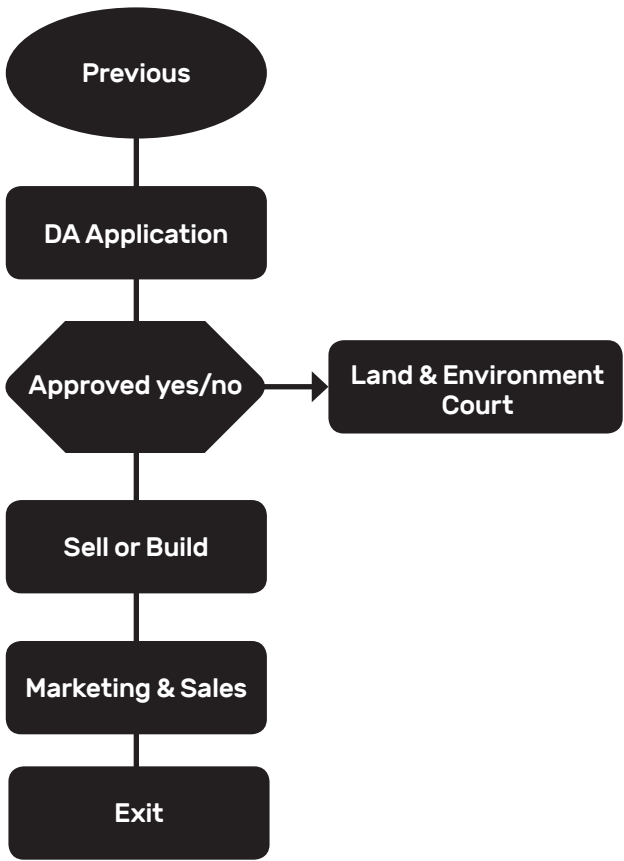 Previous
DA Application
Approved yes/no
Land & Environment
Court
Sell or Build
Marketing & Sales
Exit